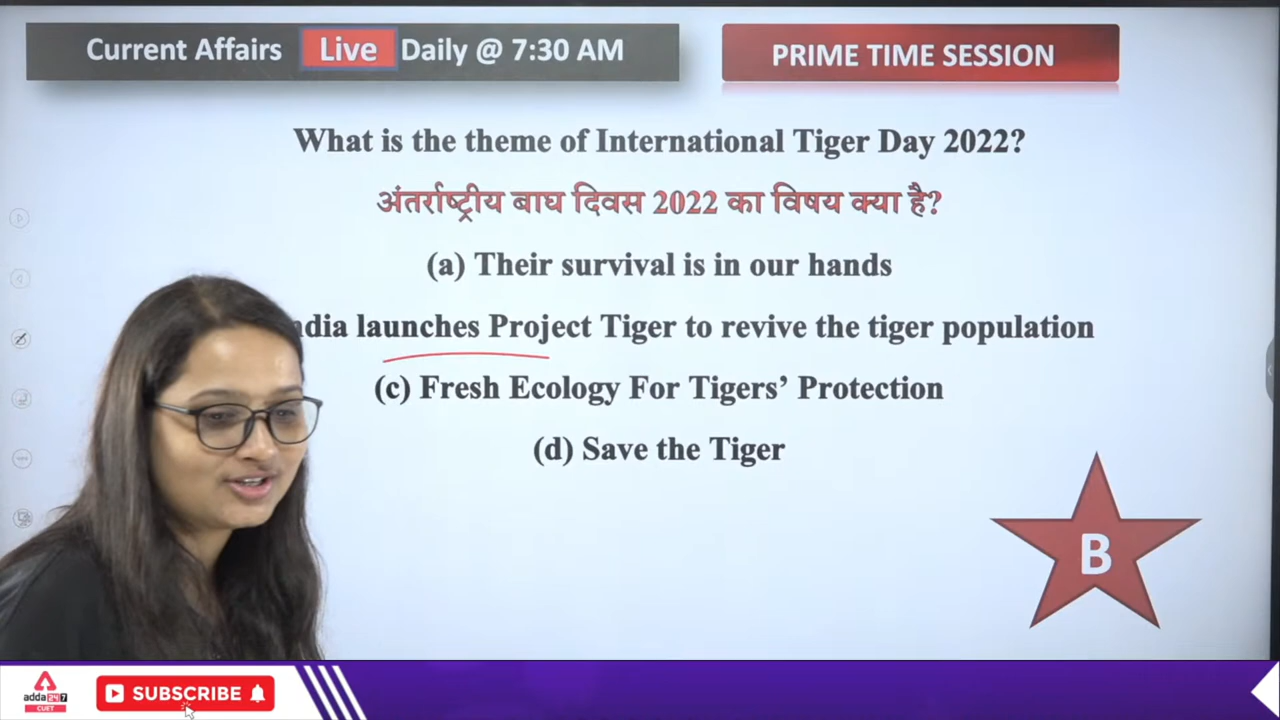 Current Affairs Live Daily @ 7:30 AM
PRIME TIME SESSION
What is the theme of International Tiger Day 2022?
अंतर्राष्ट्रीय बाघ दिवस 2022 का विषय क्या है?
(a) Their survival is in our hands
launches Project Tiger to revive the tiger population
(c) Fresh Ecology For Tigers’ Protection
(d) Save the Tiger
B
adda247
CUET
SUBSCRIBE